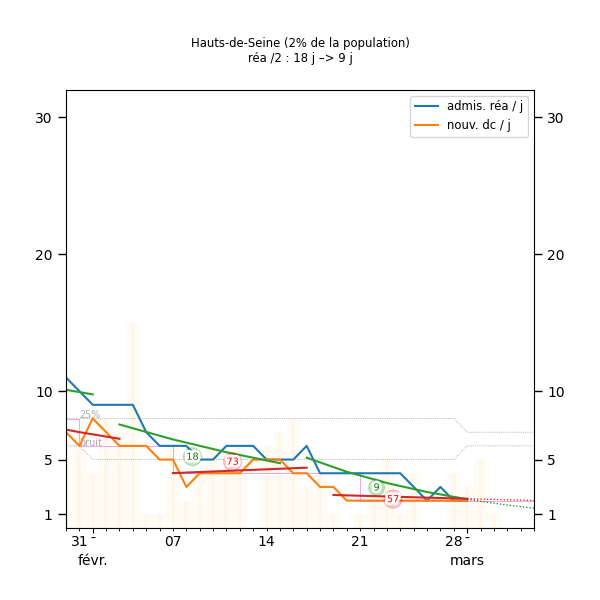 Hauts-de-Seine (2% de la population)
réa /2 : 18 j –> 9 j
admis. réa / j
nouv. dc / j
30
30
20
20
10
10
25%
bruit
18
73
5
5
9
57
1
1
31
07
14
21
28
févr.
mars